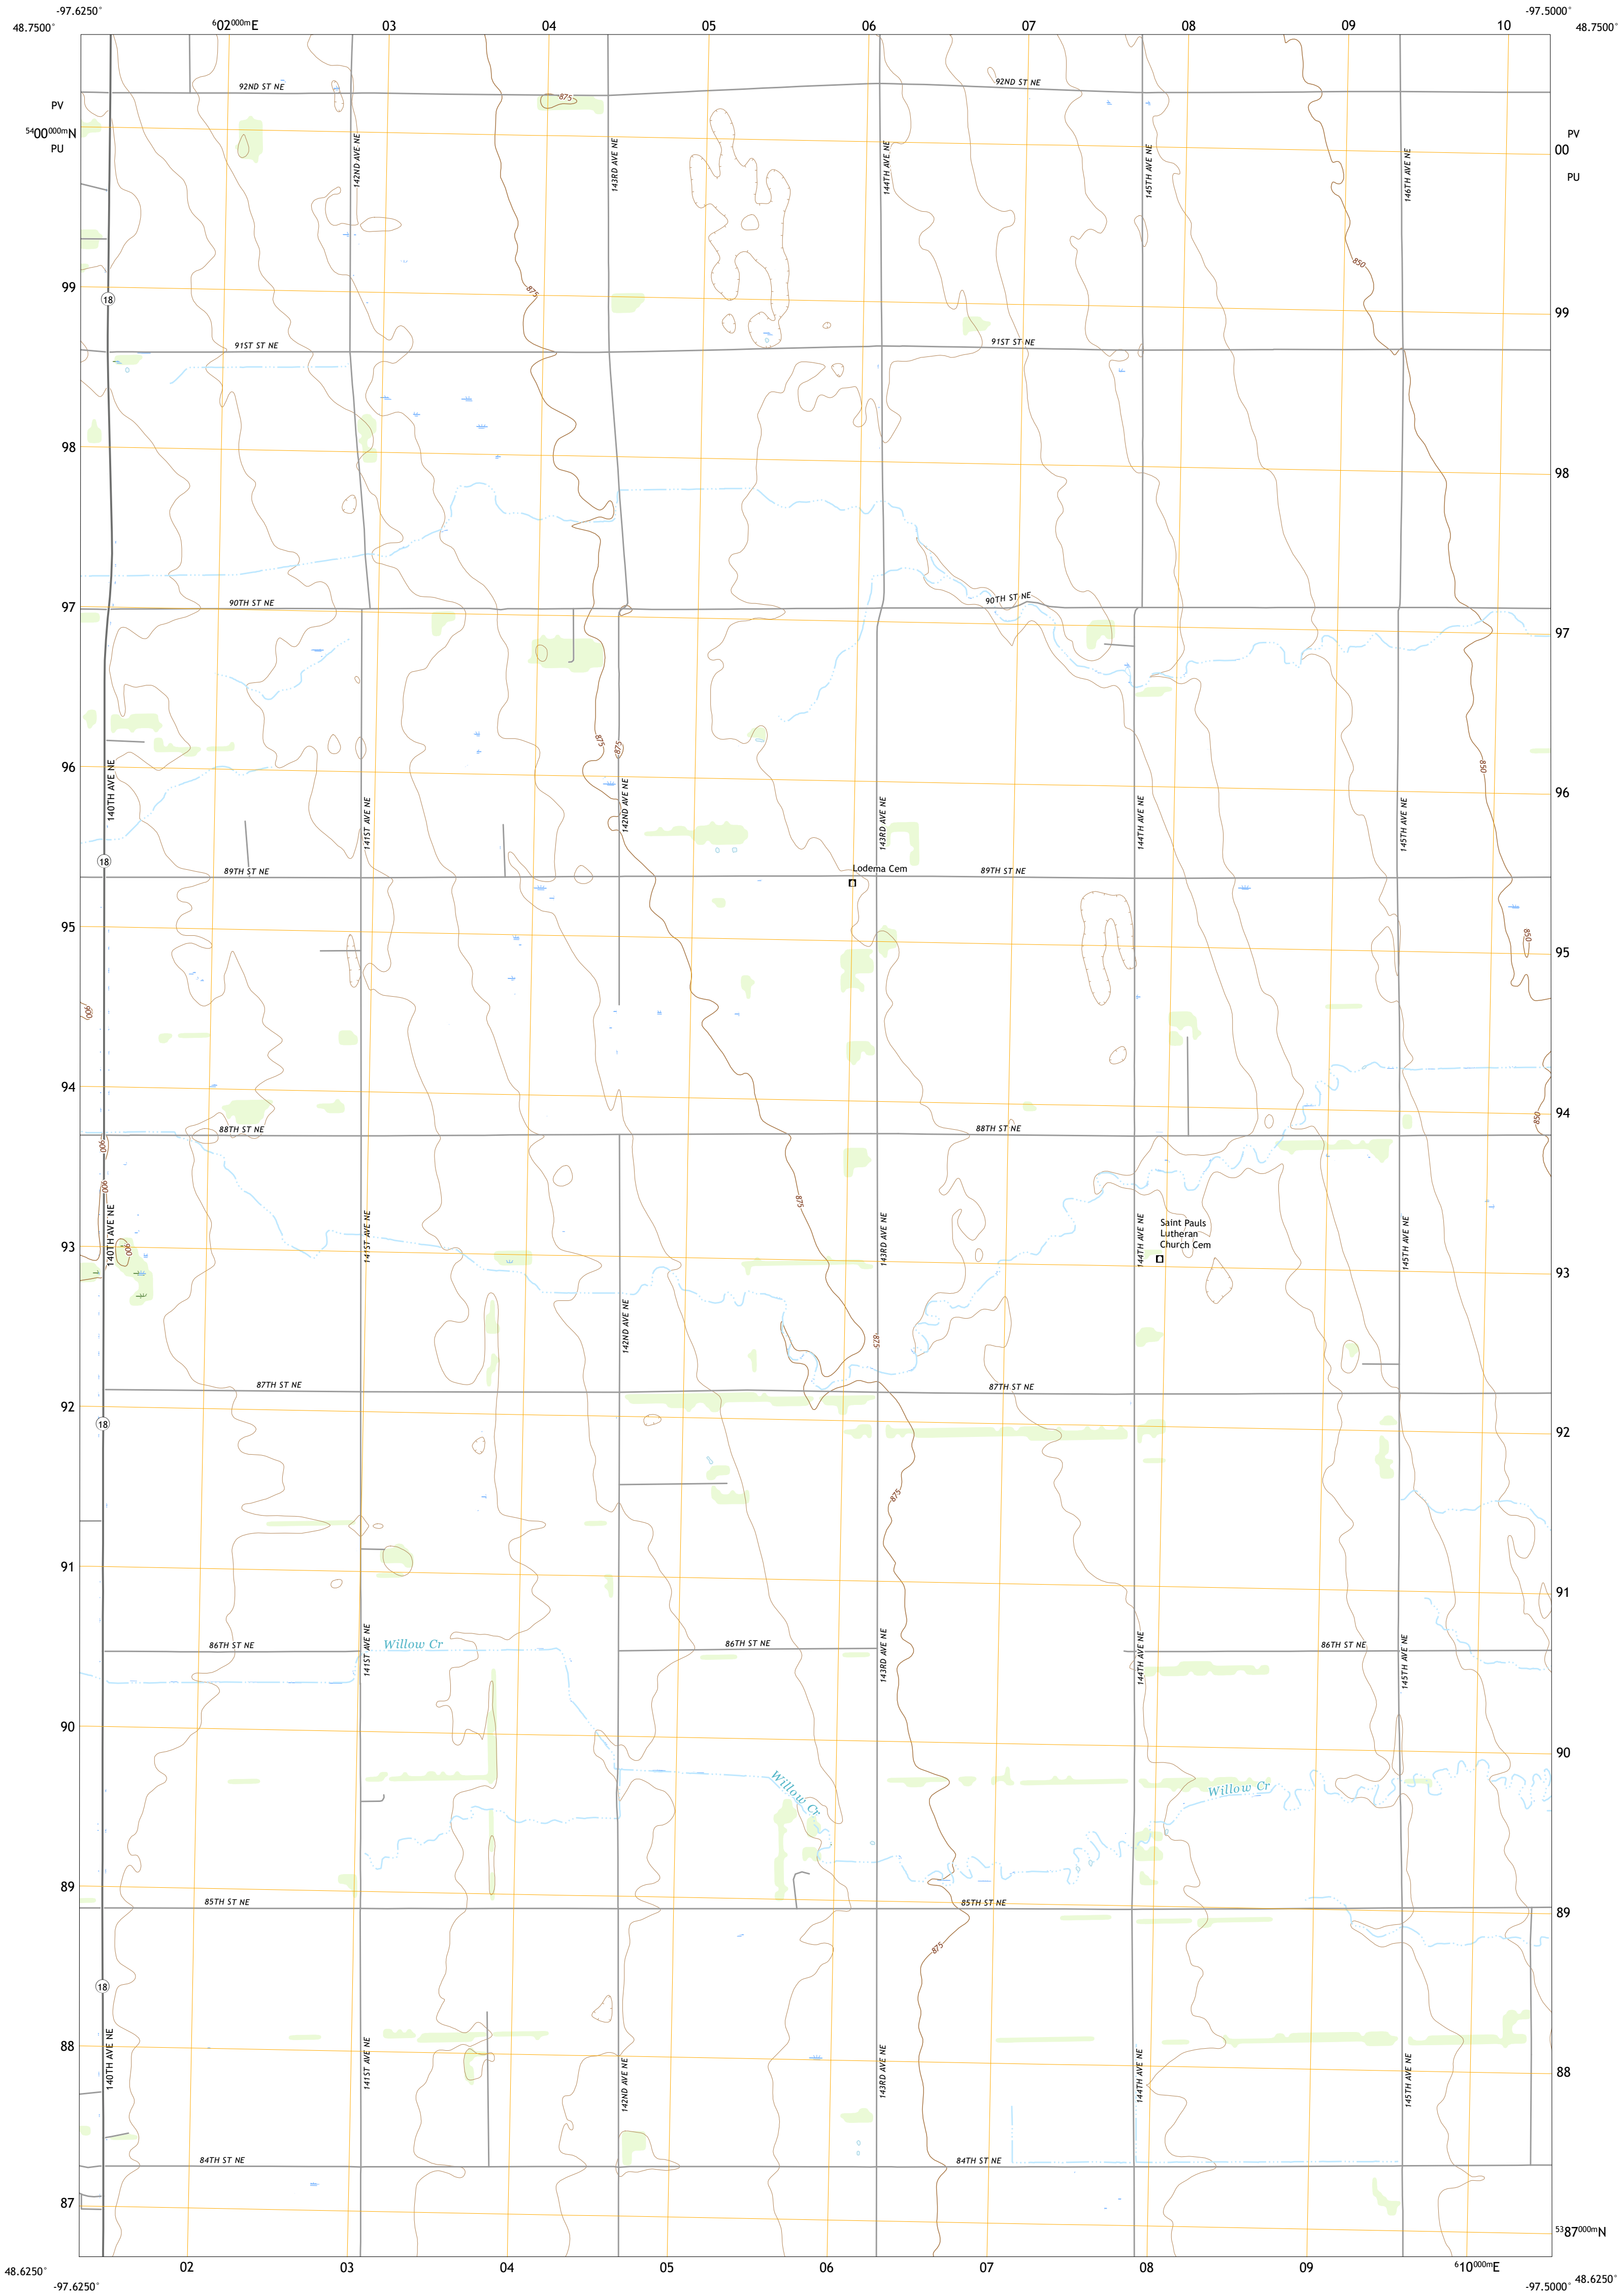 -97.6250°
-97.5000°
48.7500°
⁶02⁰⁰⁰ᵐE
03
04
05
06
07
08
09
10
48.7500°
92ND ST NE
92ND ST NE
875
PV
PV
⁵⁴00⁰⁰⁰ᵐN
00
PU
PU
142ND AVE NE
143RD AVE NE
144TH AVE NE
145TH AVE NE
146TH AVE NE
850
99
875
18
99
91ST ST NE
91ST ST NE
98
98
97
90TH ST NE
90TH ST NE
97
875
875
96
850
140TH AVE NE
141ST AVE NE
142ND AVE NE
143RD AVE NE
144TH AVE NE
145TH AVE NE
96
18
89TH ST NE
Lodema Cem
89TH ST NE
95
850
95
900
94
94
850
88TH ST NE
88TH ST NE
900
900
875
140TH AVE NE
141ST AVE NE
143RD AVE NE
144TH AVE NE
Saint Pauls
Lutheran
Church Cem
145TH AVE NE
93
900
93
142ND AVE NE
875
87TH ST NE
87TH ST NE
92
18
92
875
91
91
86TH ST NE
Willow Cr
86TH ST NE
86TH ST NE
141ST AVE NE
143RD AVE NE
144TH AVE NE
145TH AVE NE
90
90
Willow Cr
Willow Cr
89
85TH ST NE
85TH ST NE
89
875
18
88
140TH AVE NE
141ST AVE NE
142ND AVE NE
143RD AVE NE
144TH AVE NE
145TH AVE NE
88
84TH ST NE
84TH ST NE
87
⁵³87⁰⁰⁰ᵐN
48.6250°
02
03
04
05
06
07
08
09
⁶10⁰⁰⁰ᵐE
48.6250°
-97.6250°
-97.5000°